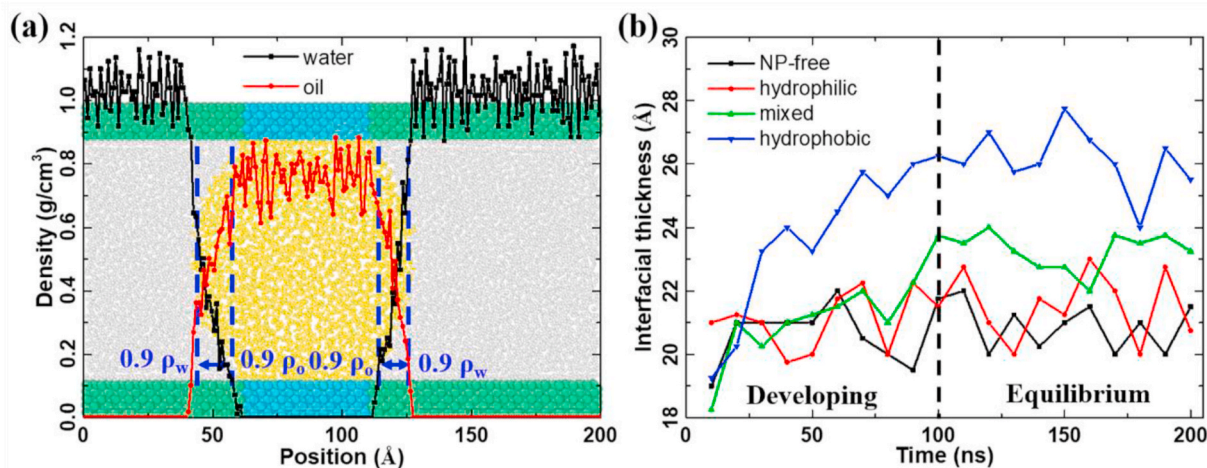 (a)
1.2
1.0
0.8
0.6
0.4
0.2
0.0
Density (g/cm³)
water
oil
0.9 ρw
0.9 ρo
0.9 ρo
0.9 ρw
0
50
100
150
200
Position (Å)
(b)
30
28
26
24
22
20
18
Interfacial thickness (Å)
NP-free
hydrophilic
mixed
hydrophobic
Developing
Equilibrium
0
50
100
150
200
Time (ns)